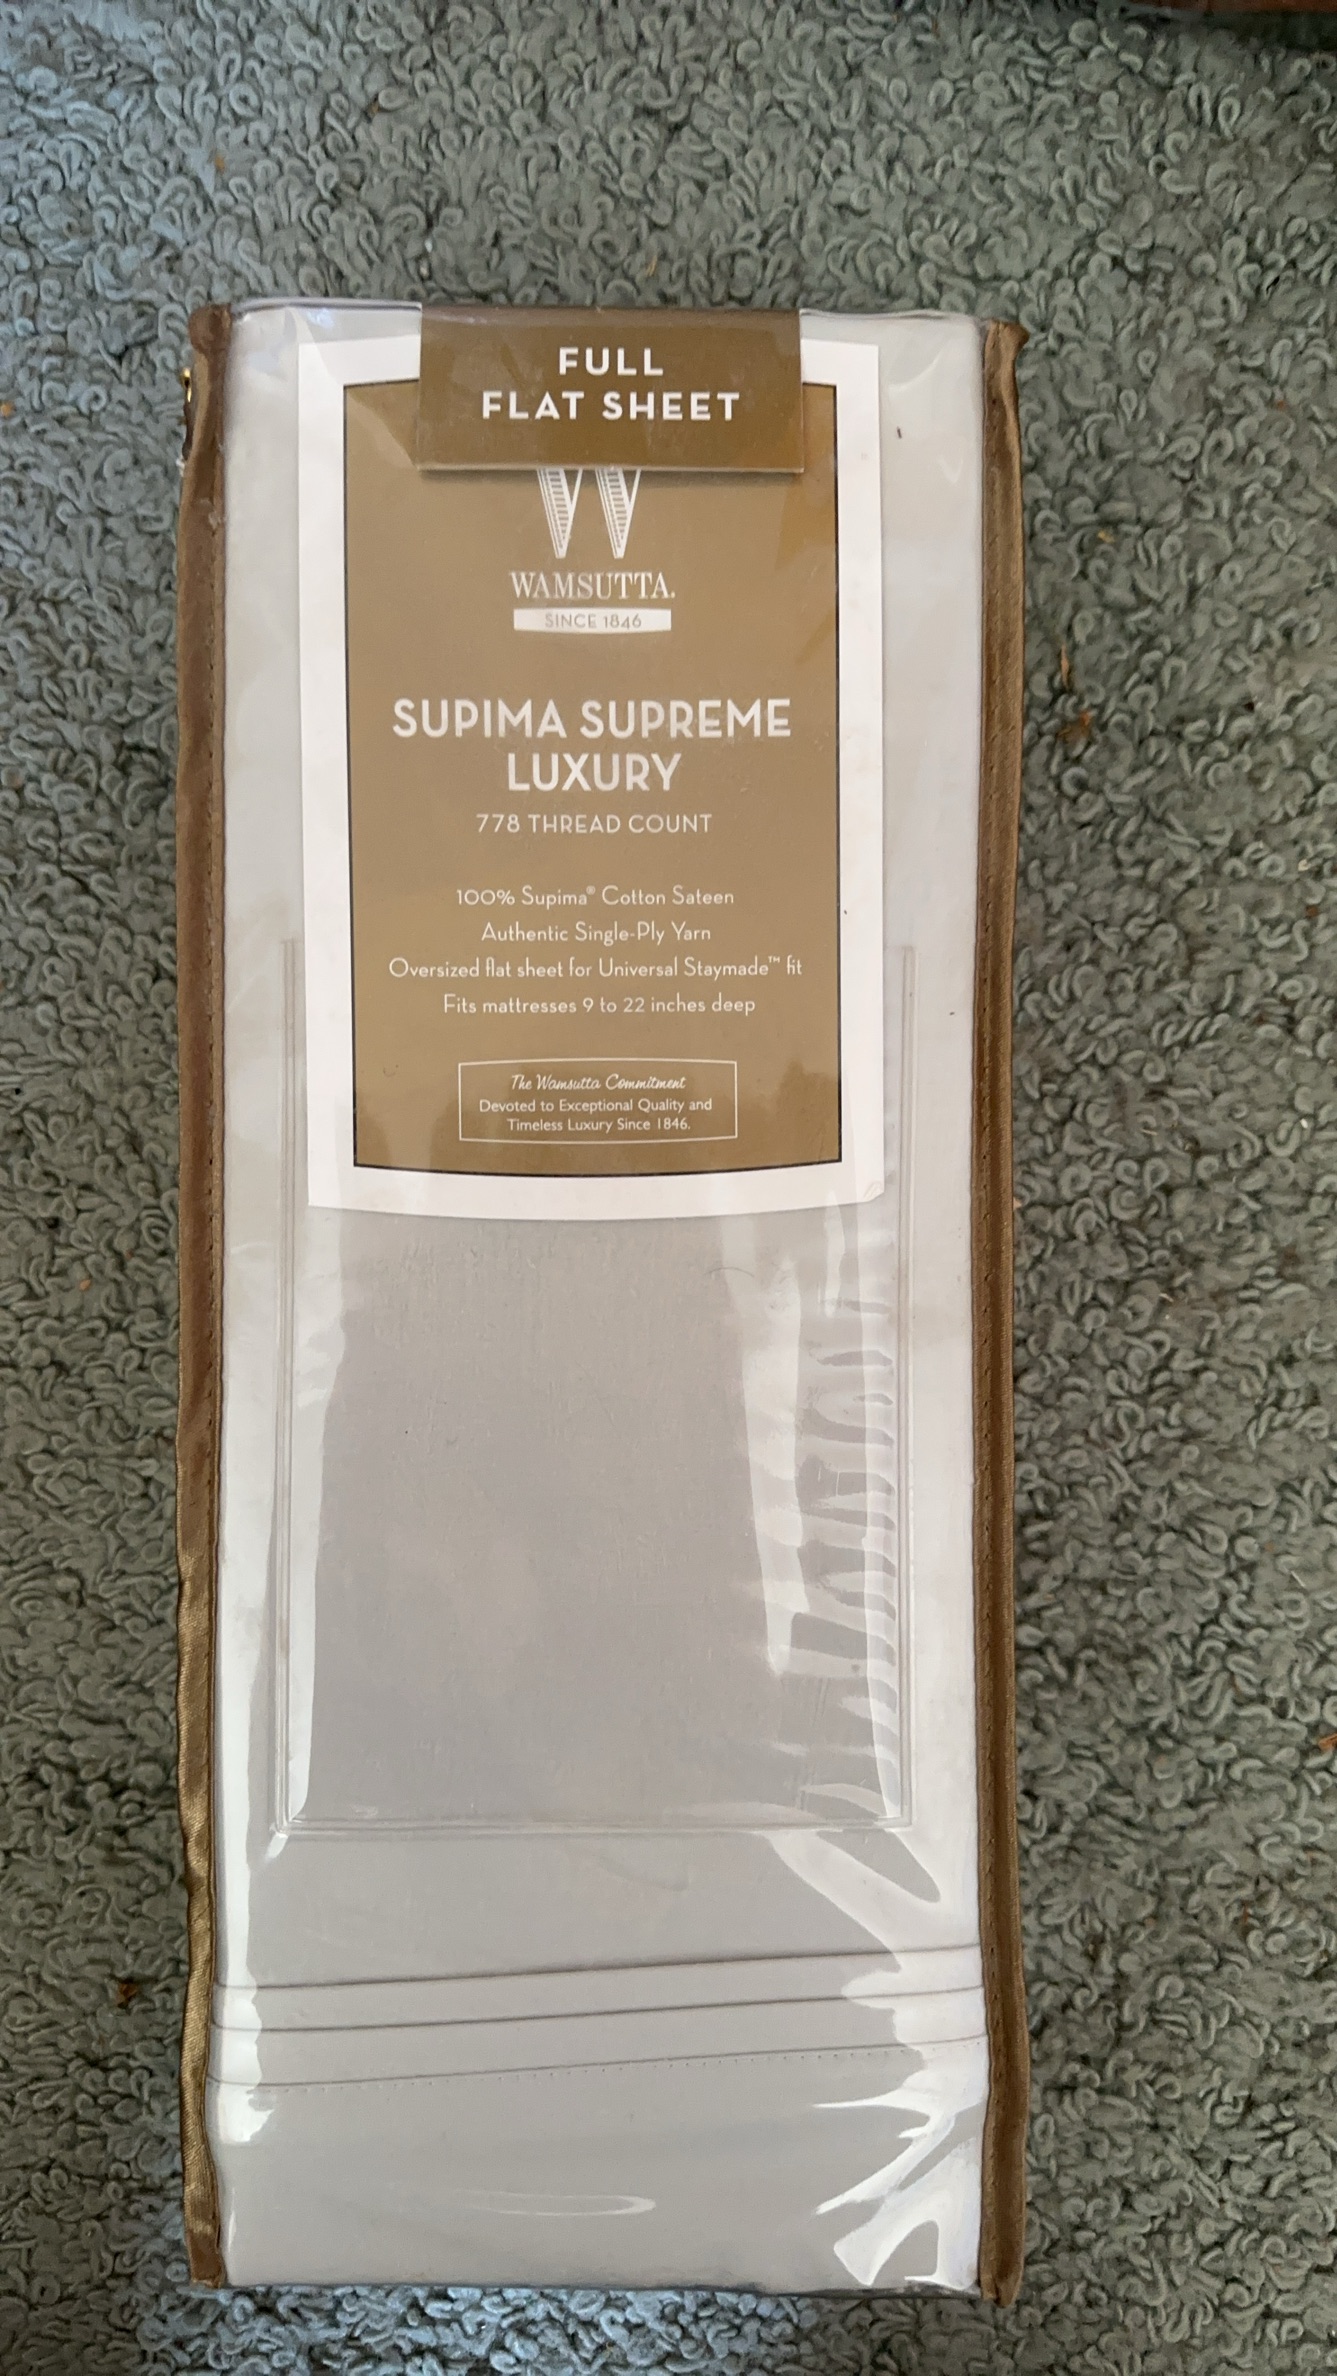 FULL
FLAT SHEET
W
WAMSUTTA.
SINCE 1846
SUPIMA SUPREME
LUXURY
778 THREAD COUNT
100% Supima® Cotton Sateen
Authentic Single-Ply Yarn
Oversized flat sheet for Universal Staymade™ fit
Fits mattresses 9 to 22 inches deep
The Wamsutta Commitment
Devoted to Exceptional Quality and
Timeless Luxury Since 1846.